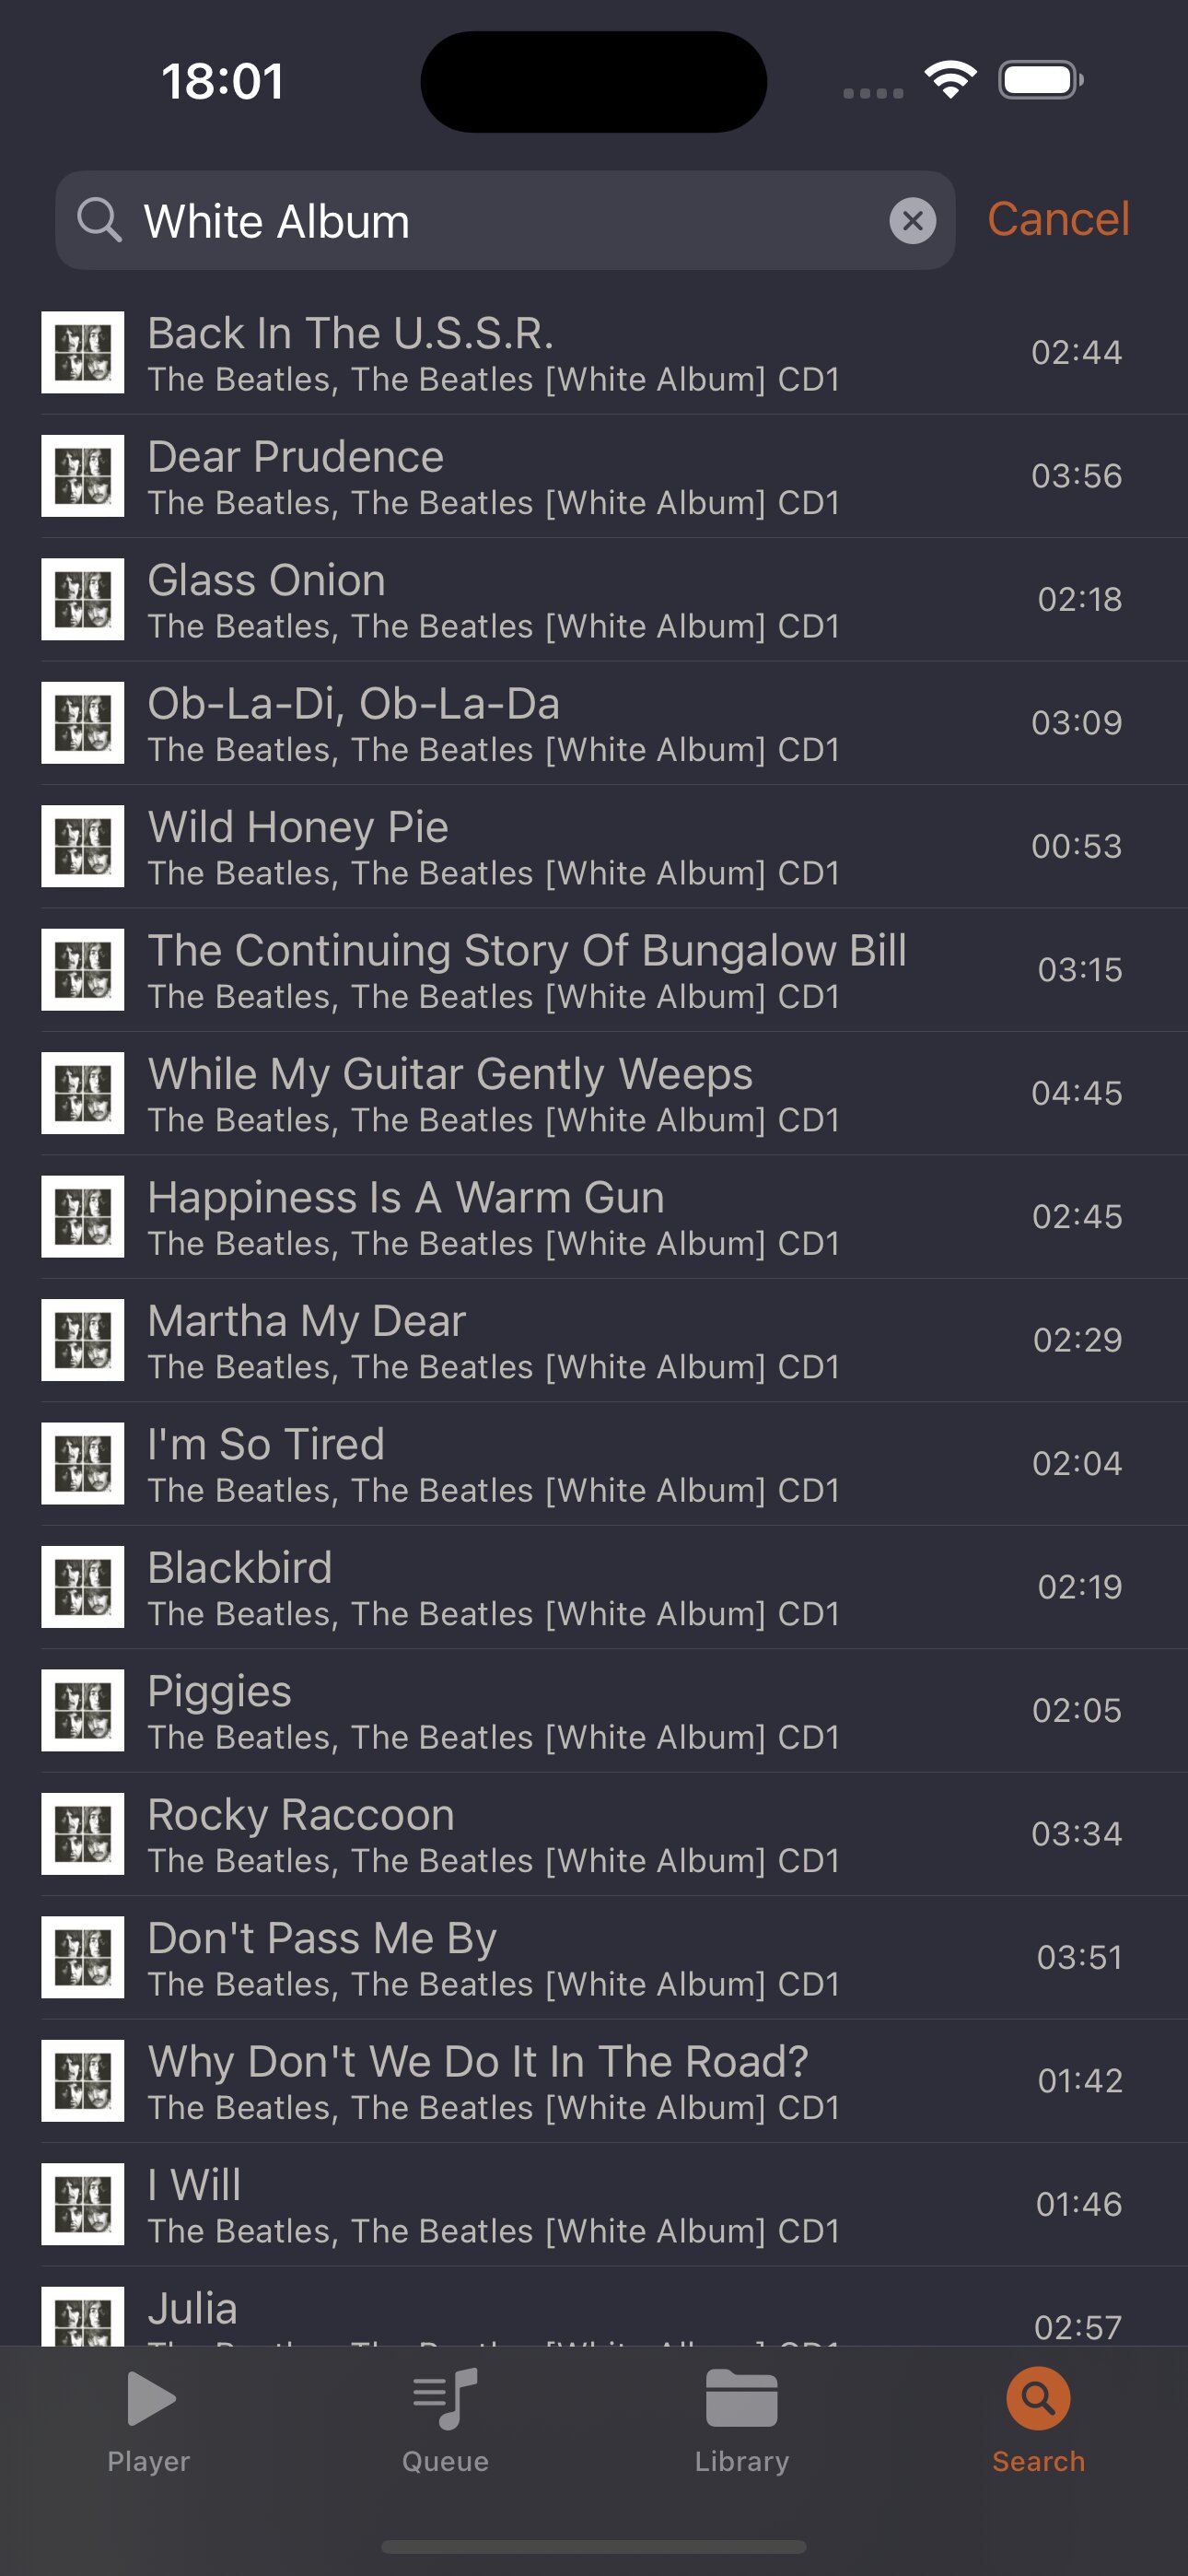 18:01
White Album
Cancel
Back In The U.S.S.R.
The Beatles, The Beatles [White Album] CD1
02:44
Dear Prudence
The Beatles, The Beatles [White Album] CD1
03:56
Glass Onion
The Beatles, The Beatles [White Album] CD1
02:18
Ob-La-Di, Ob-La-Da
The Beatles, The Beatles [White Album] CD1
03:09
Wild Honey Pie
The Beatles, The Beatles [White Album] CD1
00:53
The Continuing Story Of Bungalow Bill
The Beatles, The Beatles [White Album] CD1
03:15
While My Guitar Gently Weeps
The Beatles, The Beatles [White Album] CD1
04:45
Happiness Is A Warm Gun
The Beatles, The Beatles [White Album] CD1
02:45
Martha My Dear
The Beatles, The Beatles [White Album] CD1
02:29
I'm So Tired
The Beatles, The Beatles [White Album] CD1
02:04
Blackbird
The Beatles, The Beatles [White Album] CD1
02:19
Piggies
The Beatles, The Beatles [White Album] CD1
02:05
Rocky Raccoon
The Beatles, The Beatles [White Album] CD1
03:34
Don't Pass Me By
The Beatles, The Beatles [White Album] CD1
03:51
Why Don't We Do It In The Road?
The Beatles, The Beatles [White Album] CD1
01:42
I Will
The Beatles, The Beatles [White Album] CD1
01:46
Julia
02:57
Player
Queue
Library
Search